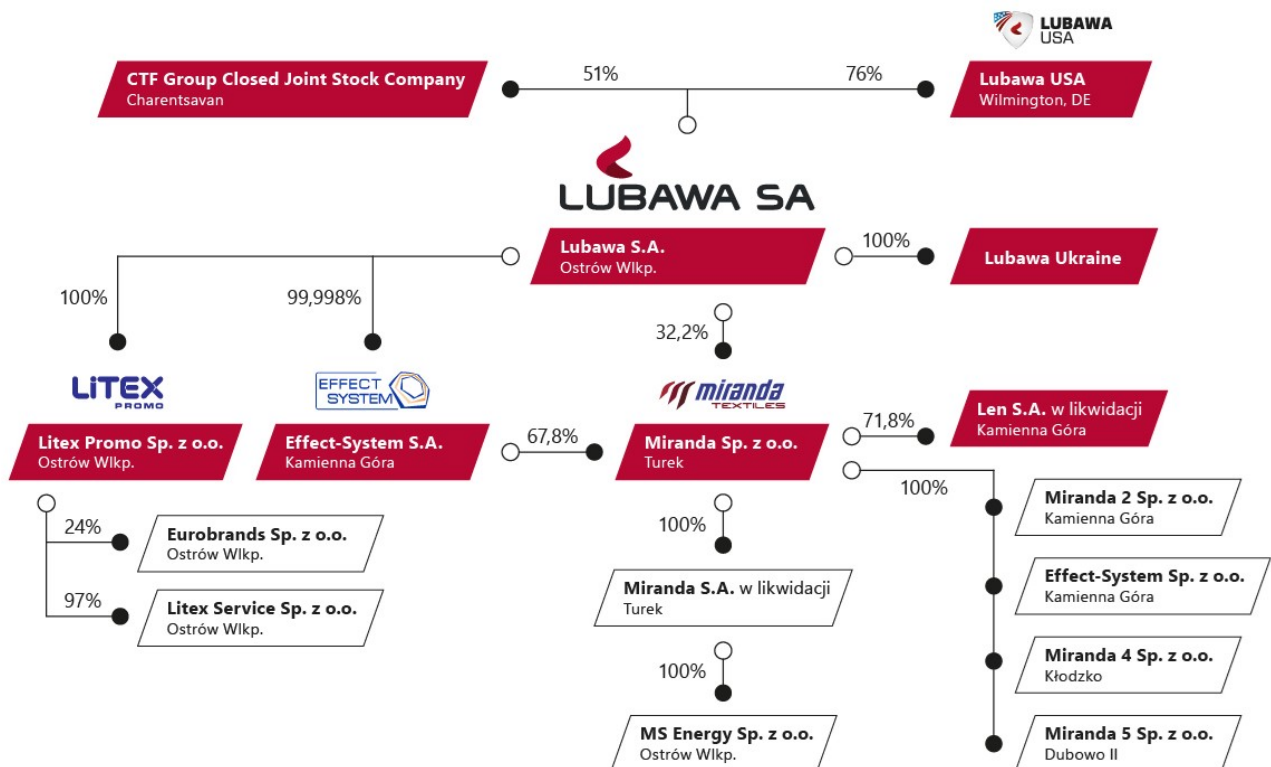 LUBAWA
USA
CTF Group Closed Joint Stock Company
Charentsavan
51%
76%
Lubawa USA
Wilmington, DE
LUBAWA SA
Lubawa S.A.
Ostrów Wlkp.
100%
Lubawa Ukraine
100%
99,998%
32,2%
LiTEX
PROMO
EFFECT
SYSTEM
miranda
TEXTILES
Litex Promo Sp. z o.o.
Ostrów Wlkp.
Effect-System S.A.
Kamienna Góra
67,8%
Miranda Sp. z o.o.
Turek
71,8%
Len S.A. w likwidacji
Kamienna Góra
100%
24%
Eurobrands Sp. z o.o.
Ostrów Wlkp.
97%
Litex Service Sp. z o.o.
Ostrów Wlkp.
100%
Miranda S.A. w likwidacji
Turek
100%
MS Energy Sp. z o.o.
Ostrów Wlkp.
Miranda 2 Sp. z o.o.
Kamienna Góra
Effect-System Sp. z o.o.
Kamienna Góra
Miranda 4 Sp. z o.o.
Kłodzko
Miranda 5 Sp. z o.o.
Dubowo II